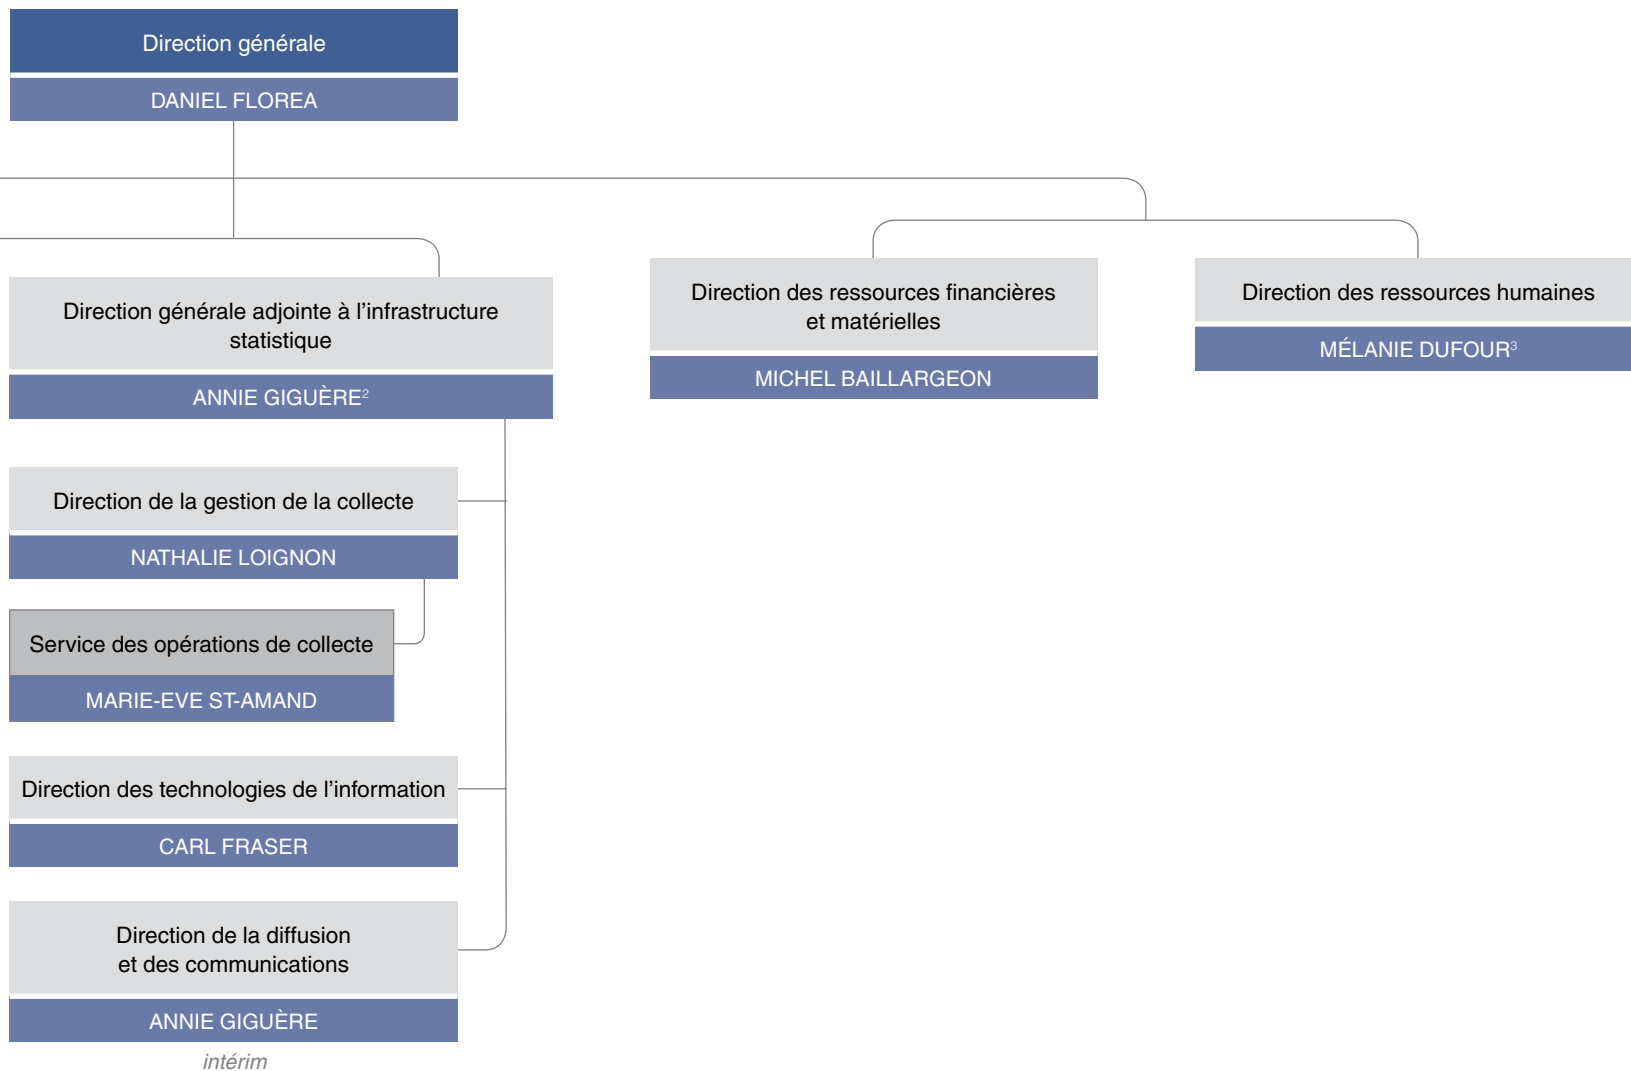 Direction générale
DANIEL FLOREA
Direction générale adjointe à l’infrastructure
statistique
ANNIE GIGUÈRE²
Direction des ressources financières
et matérielles
MICHEL BAILLARGEON
Direction des ressources humaines
MÉLANIE DUFOUR³
Direction de la gestion de la collecte
NATHALIE LOIGNON
Service des opérations de collecte
MARIE-EVE ST-AMAND
Direction des technologies de l’information
CARL FRASER
Direction de la diffusion
et des communications
ANNIE GIGUÈRE
intérim